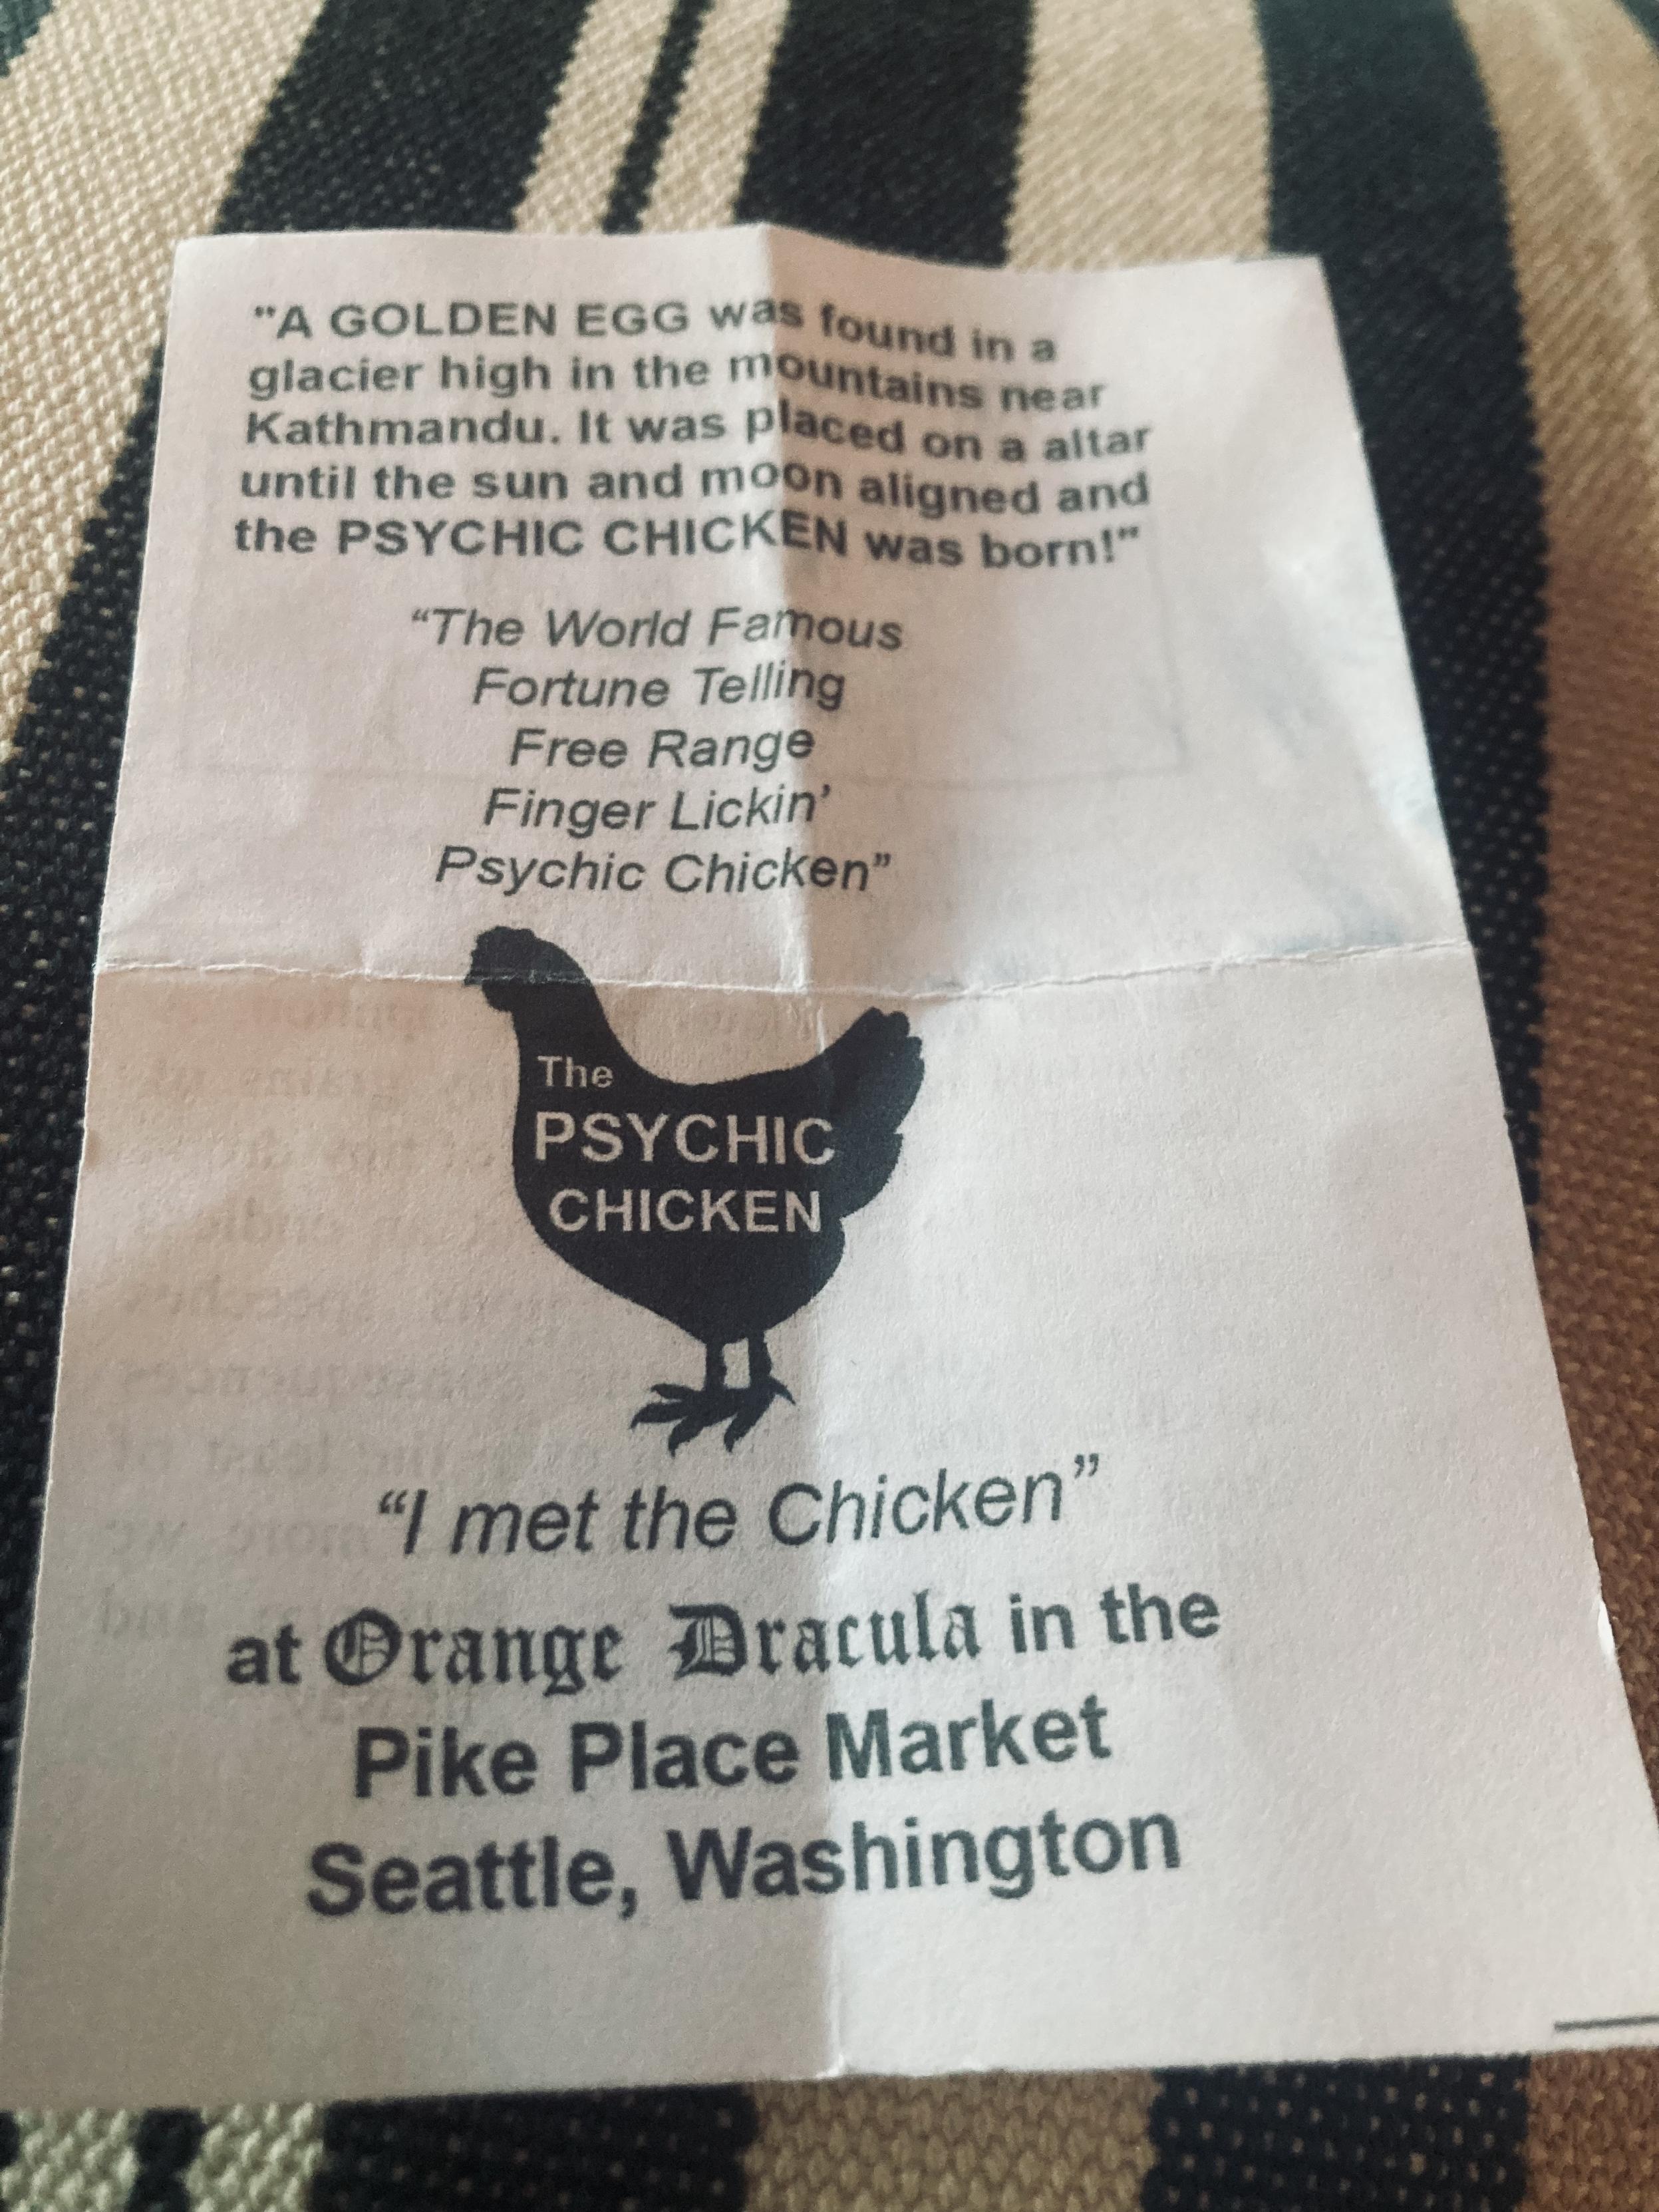 "A GOLDEN EGG was found in a
glacier high in the mountains near
Kathmandu. It was placed on a altar
until the sun and moon aligned and
the PSYCHIC CHICKEN was born!"
“The World Famous
Fortune Telling
Free Range
Finger Lickin’
Psychic Chicken”
The
PSYCHIC
CHICKEN
“I met the Chicken”
at Orange Dracula in the
Pike Place Market
Seattle, Washington